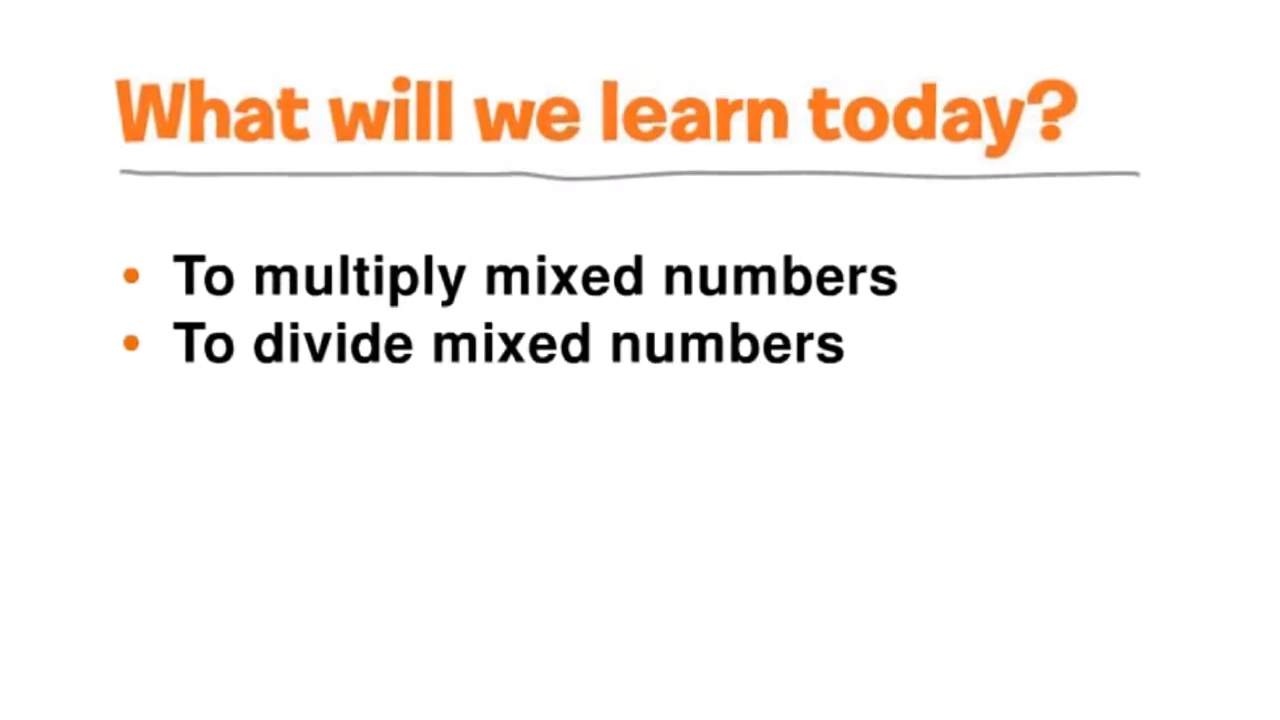 What will we learn today?
• To multiply mixed numbers
• To divide mixed numbers